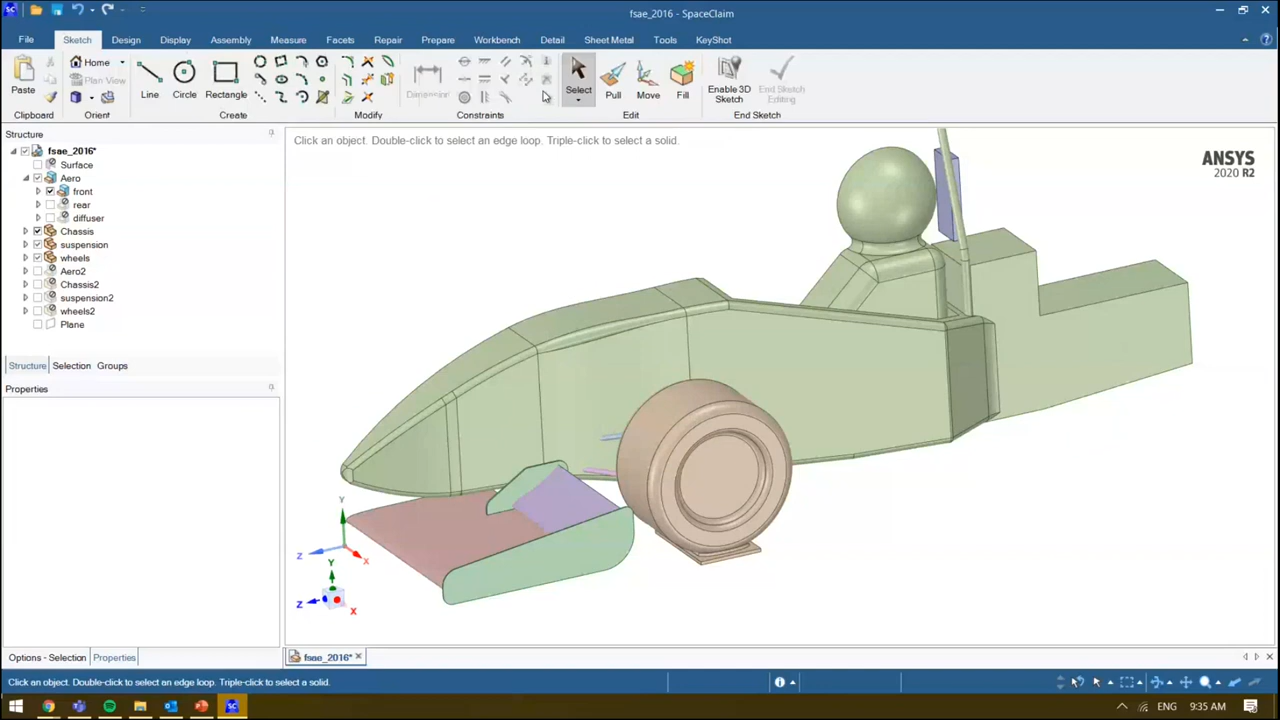 fsae_2016 - SpaceClaim
File Sketch Design Display Assembly Measure Facets Repair Prepare Workbench Detail Sheet Metal Tools KeyShot
Paste
Home
Plan View
Line
Circle
Rectangle
Dimension
Select
Pull
Move
Fill
Enable 3D
Sketch
End Sketch
Editing
Clipboard Orient Create Modify Constraints Edit End Sketch
Structure
fsae_2016*
Surface
Aero
front
rear
diffuser
Chassis
suspension
wheels
Aero2
Chassis2
suspension2
wheels2
Plane
Structure Selection Groups
Properties
Options - Selection Properties
Click an object. Double-click to select an edge loop. Triple-click to select a solid.
ANSYS
2020 R2
Y
Z
X
Y
Z
X
fsae_2016*
Click an object. Double-click to select an edge loop. Triple-click to select a solid.
ENG 9:35 AM